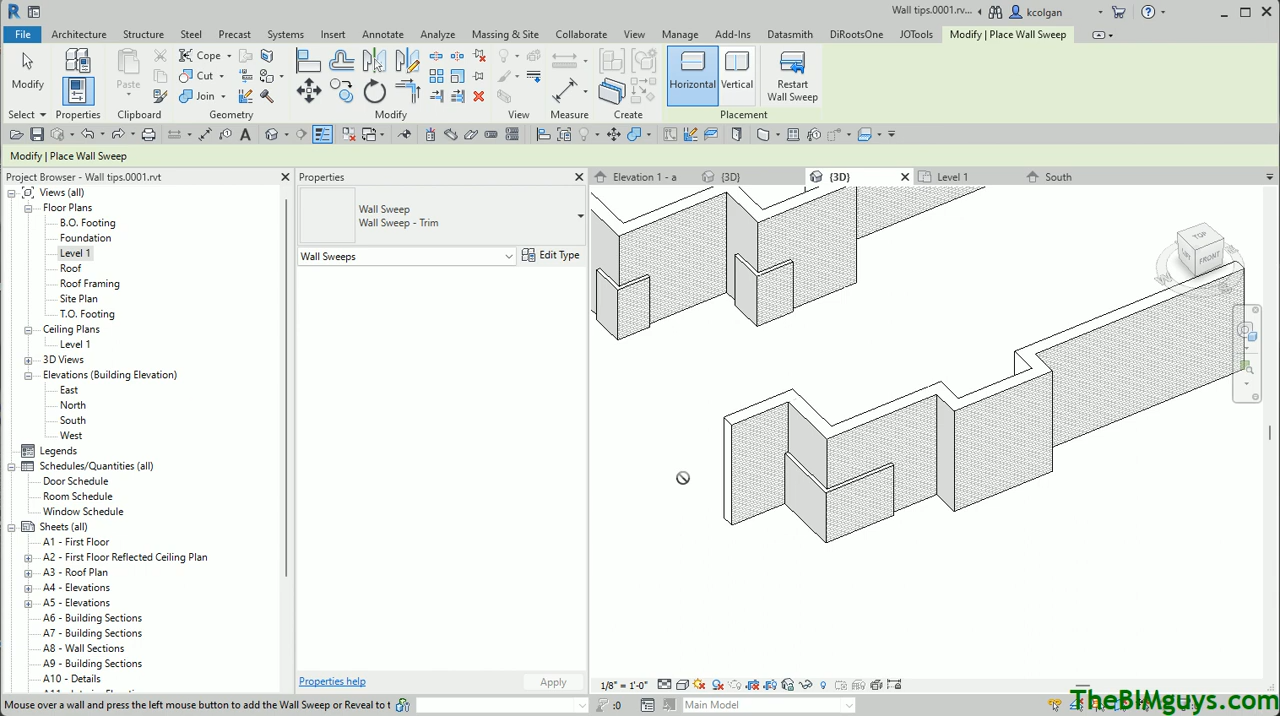 Wall tips.0001.rv...
kcolgan
File
Architecture
Structure
Steel
Precast
Systems
Insert
Annotate
Analyze
Massing & Site
Collaborate
View
Manage
Add-Ins
Datasmith
DiRootsOne
JOTools
Modify | Place Wall Sweep
Modify
Paste
Cope
Cut
Join
Horizontal
Vertical
Restart
Wall Sweep
Select
Properties
Geometry
Modify
View
Measure
Create
Placement
Modify | Place Wall Sweep
Project Browser - Wall tips.0001.rvt
Properties
Elevation 1 - a
{3D}
{3D}
Level 1
South
Views (all)
Floor Plans
B.O. Footing
Foundation
Level 1
Roof
Roof Framing
Site Plan
T.O. Footing
Ceiling Plans
Level 1
3D Views
Elevations (Building Elevation)
East
North
South
West
Legends
Schedules/Quantities (all)
Door Schedule
Room Schedule
Window Schedule
Sheets (all)
A1 - First Floor
A2 - First Floor Reflected Ceiling Plan
A3 - Roof Plan
A4 - Elevations
A5 - Elevations
A6 - Building Sections
A7 - Building Sections
A8 - Wall Sections
A9 - Building Sections
A10 - Details
Wall Sweep
Wall Sweep - Trim
Wall Sweeps
Edit Type
Properties help
Apply
TOP
FRONT
1/8" = 1'-0"
Mouse over a wall and press the left mouse button to add the Wall Sweep or Reveal to t
:0
Main Model
TheBIMguys.com